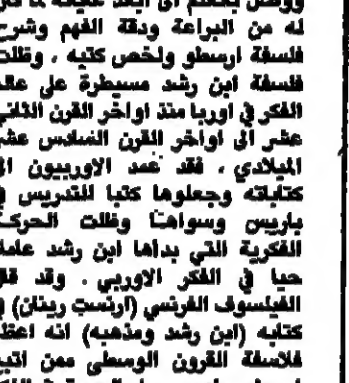 له من البراعة ودقة الفهم وشرح
فلسفة ارسطو ولخص كتبه ، وظلت
فلسفة ابن رشد مسيطرة على عالم
الفكر في اوربا منذ اواخر القرن الثاني
عشر الى اواخر القرن السادس عشر
الميلادي ، فقد عمد الاوربيون الى
كتاباته وجعلوها كتبا للتدريس في
باريس وسواها وظلت الحركة
الفكرية التي بداها ابن رشد عاملا
حيا في الفكر الاوربي . وقد قال
الفيلسوف الفرنسي (ارنست رينان) في
كتابه (ابن رشد ومذهبه) انه اعظم
فلاسفة القرون الوسطى ممن